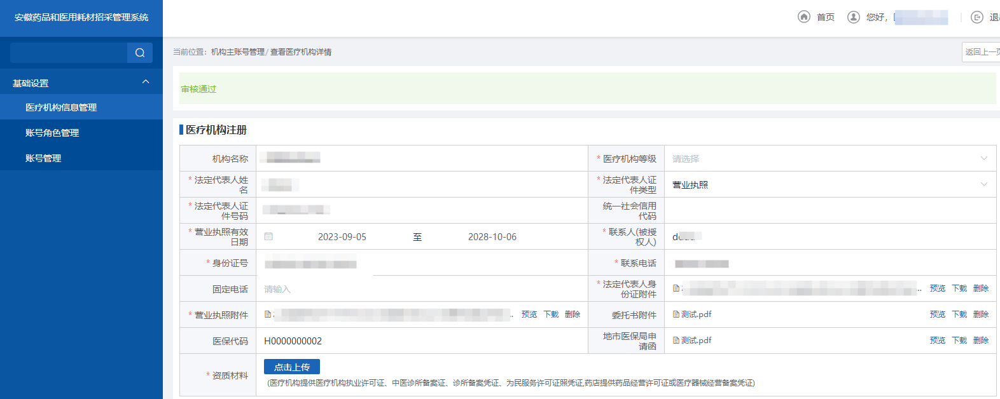 安徽药品和医用耗材招采管理系统
首页
您好，
基础设置
医疗机构信息管理
账号角色管理
账号管理
当前位置：机构主账号管理/查看医疗机构详情
返回上一页
审核通过
医疗机构注册
机构名称
* 医疗机构等级
请选择
* 法定代表人姓
名
* 法定代表人证
件类型
营业执照
* 法定代表人证
件号码
统一社会信用
代码
* 营业执照有效
日期
2023-09-05 至 2028-10-06
* 联系人(被授
权人)
* 身份证号
* 联系电话
固定电话
请输入
* 法定代表人身
份证附件
... 预览 下载 删除
* 营业执照附件
.. 预览 下载 删除
委托书附件
测试.pdf 预览 下载 删除
医保代码
H0000000002
地市医保局申
请函
测试.pdf 预览 下载 删除
* 资质材料
点击上传
(医疗机构提供医疗机构执业许可证、中医诊所备案证、诊所备案凭证、为民服务许可证照凭证,药店提供药品经营许可证或医疗器械经营备案凭证)